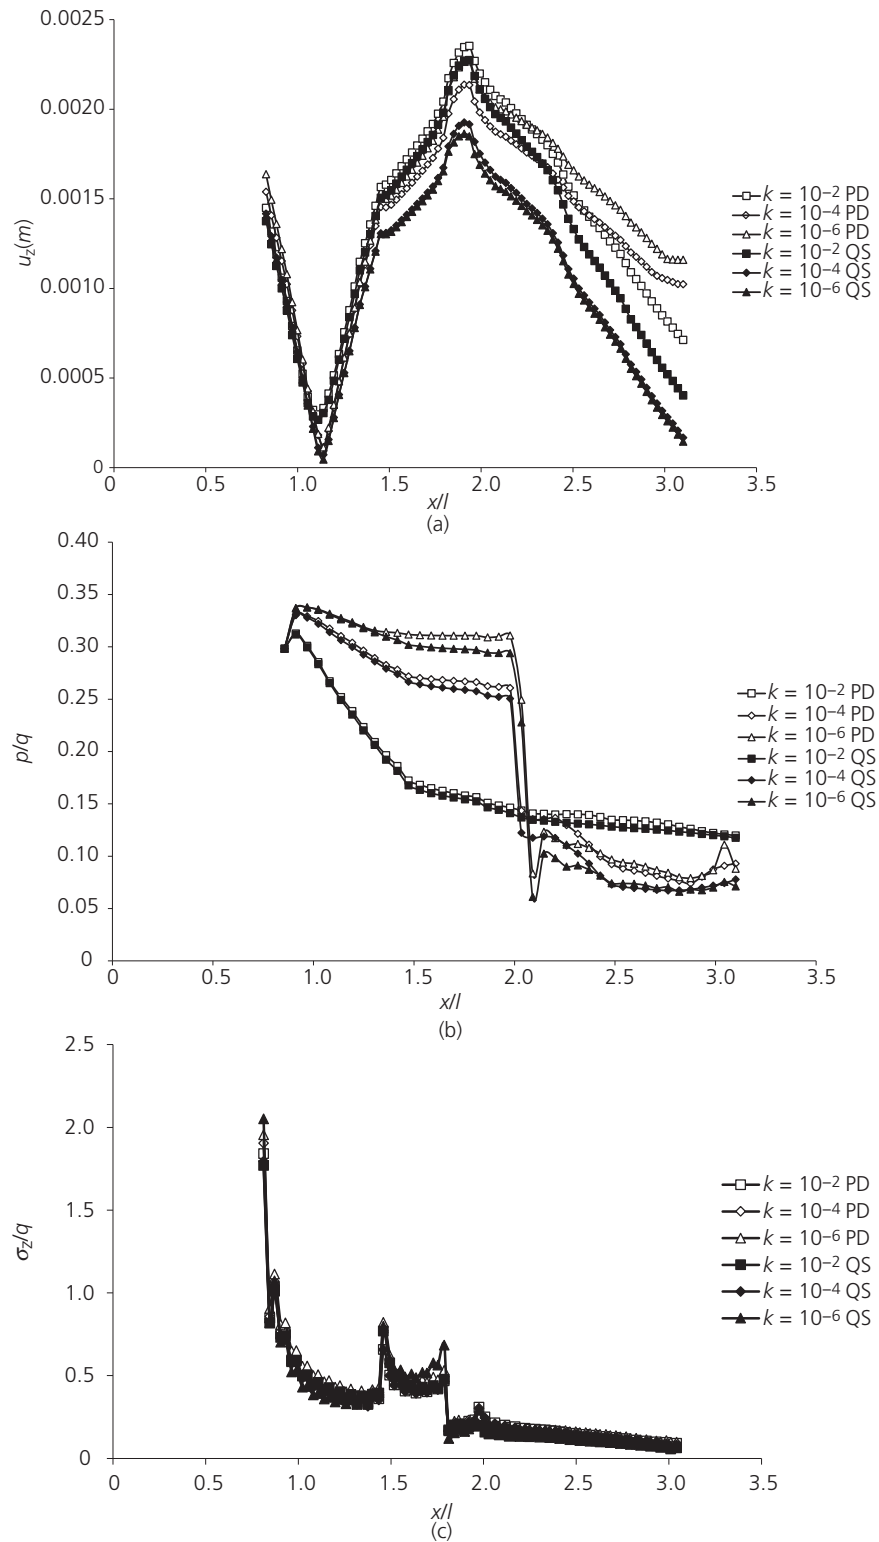 0.0025
0.0020
0.0015
0.0010
0.0005
0
u_z(m)
0 0.5 1.0 1.5 2.0 2.5 3.0 3.5
x/l
k = 10⁻² PD
k = 10⁻⁴ PD
k = 10⁻⁶ PD
k = 10⁻² QS
k = 10⁻⁴ QS
k = 10⁻⁶ QS
(a)
0.40
0.35
0.30
0.25
0.20
0.15
0.10
0.05
0
p/q
0 0.5 1.0 1.5 2.0 2.5 3.0 3.5
x/l
k = 10⁻² PD
k = 10⁻⁴ PD
k = 10⁻⁶ PD
k = 10⁻² QS
k = 10⁻⁴ QS
k = 10⁻⁶ QS
(b)
2.5
2.0
1.5
1.0
0.5
0
σ_z/q
0 0.5 1.0 1.5 2.0 2.5 3.0 3.5
x/l
k = 10⁻² PD
k = 10⁻⁴ PD
k = 10⁻⁶ PD
k = 10⁻² QS
k = 10⁻⁴ QS
k = 10⁻⁶ QS
(c)